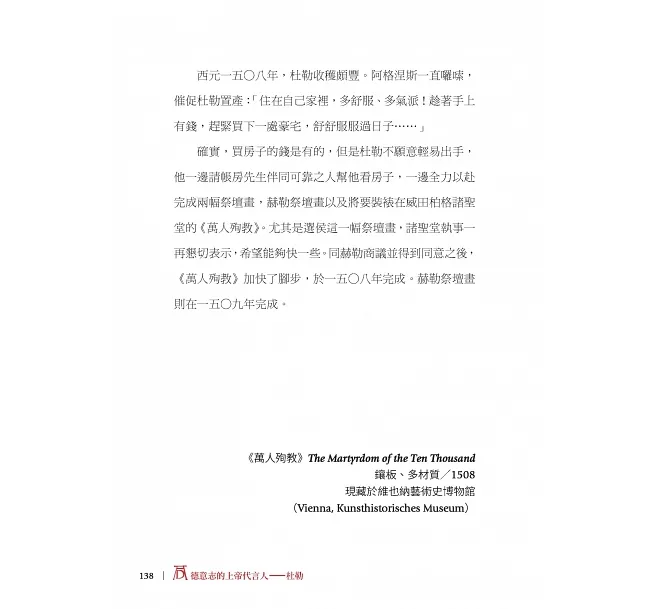 西元一五〇八年，杜勒收穫頗豐。阿格涅斯一直囉嗦，
催促杜勒置產：「住在自己家裡，多舒服、多氣派！趁著手上
有錢，趕緊買下一處豪宅，舒舒服服過日子……」
確實，買房子的錢是有的，但是杜勒不願意輕易出手，
他一邊請帳房先生伴同可靠之人幫他看房子，一邊全力以赴
完成兩幅祭壇畫，赫勒祭壇畫以及將要裝裱在威田柏格諸聖
堂的《萬人殉教》。尤其是選侯這一幅祭壇畫，諸聖堂執事一
再懇切表示，希望能夠快一些。同赫勒商議並得到同意之後，
《萬人殉教》加快了腳步，於一五〇八年完成。赫勒祭壇畫
則在一五〇九年完成。
《萬人殉教》The Martyrdom of the Ten Thousand
鑲板、多材質／1508
現藏於維也納藝術史博物館
（Vienna, Kunsthistorisches Museum）
138 | 德意志的上帝代言人——杜勒